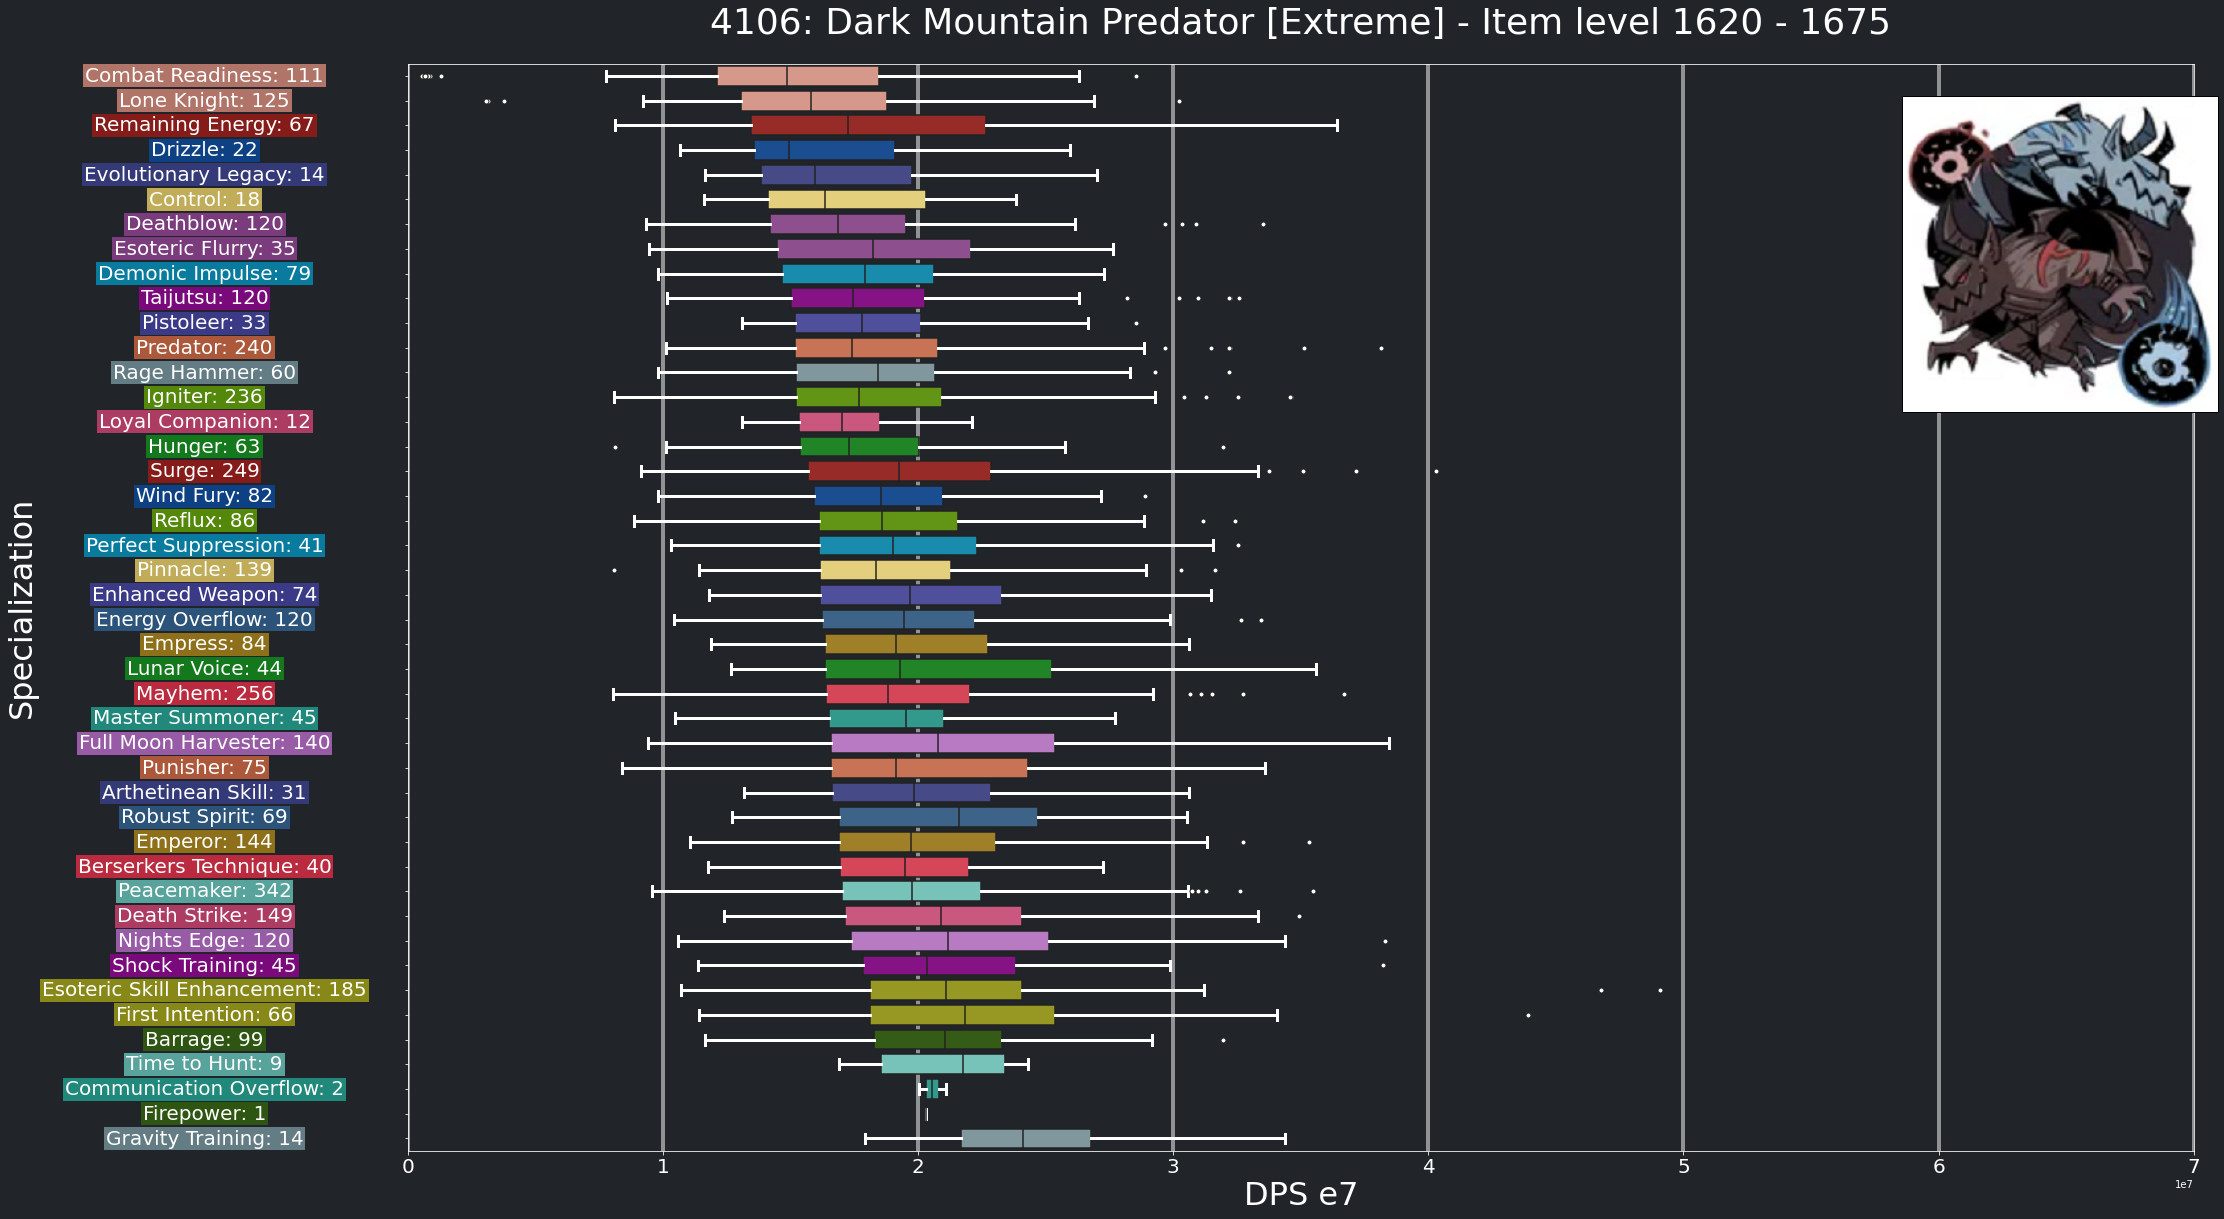 4106: Dark Mountain Predator [Extreme] - Item level 1620 - 1675
Specialization
Combat Readiness: 111
Lone Knight: 125
Remaining Energy: 67
Drizzle: 22
Evolutionary Legacy: 14
Control: 18
Deathblow: 120
Esoteric Flurry: 35
Demonic Impulse: 79
Taijutsu: 120
Pistoleer: 33
Predator: 240
Rage Hammer: 60
Igniter: 236
Loyal Companion: 12
Hunger: 63
Surge: 249
Wind Fury: 82
Reflux: 86
Perfect Suppression: 41
Pinnacle: 139
Enhanced Weapon: 74
Energy Overflow: 120
Empress: 84
Lunar Voice: 44
Mayhem: 256
Master Summoner: 45
Full Moon Harvester: 140
Punisher: 75
Arthetinean Skill: 31
Robust Spirit: 69
Emperor: 144
Berserkers Technique: 40
Peacemaker: 342
Death Strike: 149
Nights Edge: 120
Shock Training: 45
Esoteric Skill Enhancement: 185
First Intention: 66
Barrage: 99
Time to Hunt: 9
Communication Overflow: 2
Firepower: 1
Gravity Training: 14
0 1 2 3 4 5 6 7
1e7
DPS e7